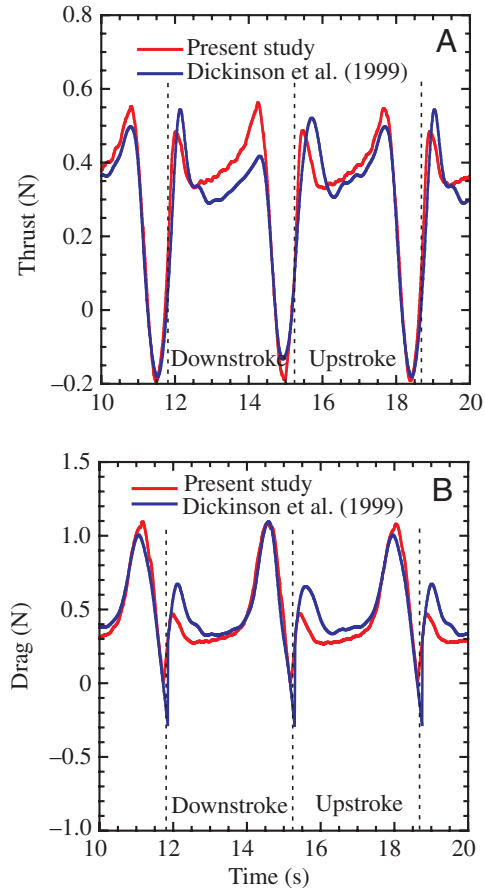 A
Present study
Dickinson et al. (1999)
0.8
0.6
0.4
0.2
0
–0.2
Thrust (N)
Downstroke Upstroke
10 12 14 16 18 20
B
Present study
Dickinson et al. (1999)
1.5
1.0
0.5
0
–0.5
–1.0
Drag (N)
Downstroke Upstroke
10 12 14 16 18 20
Time (s)